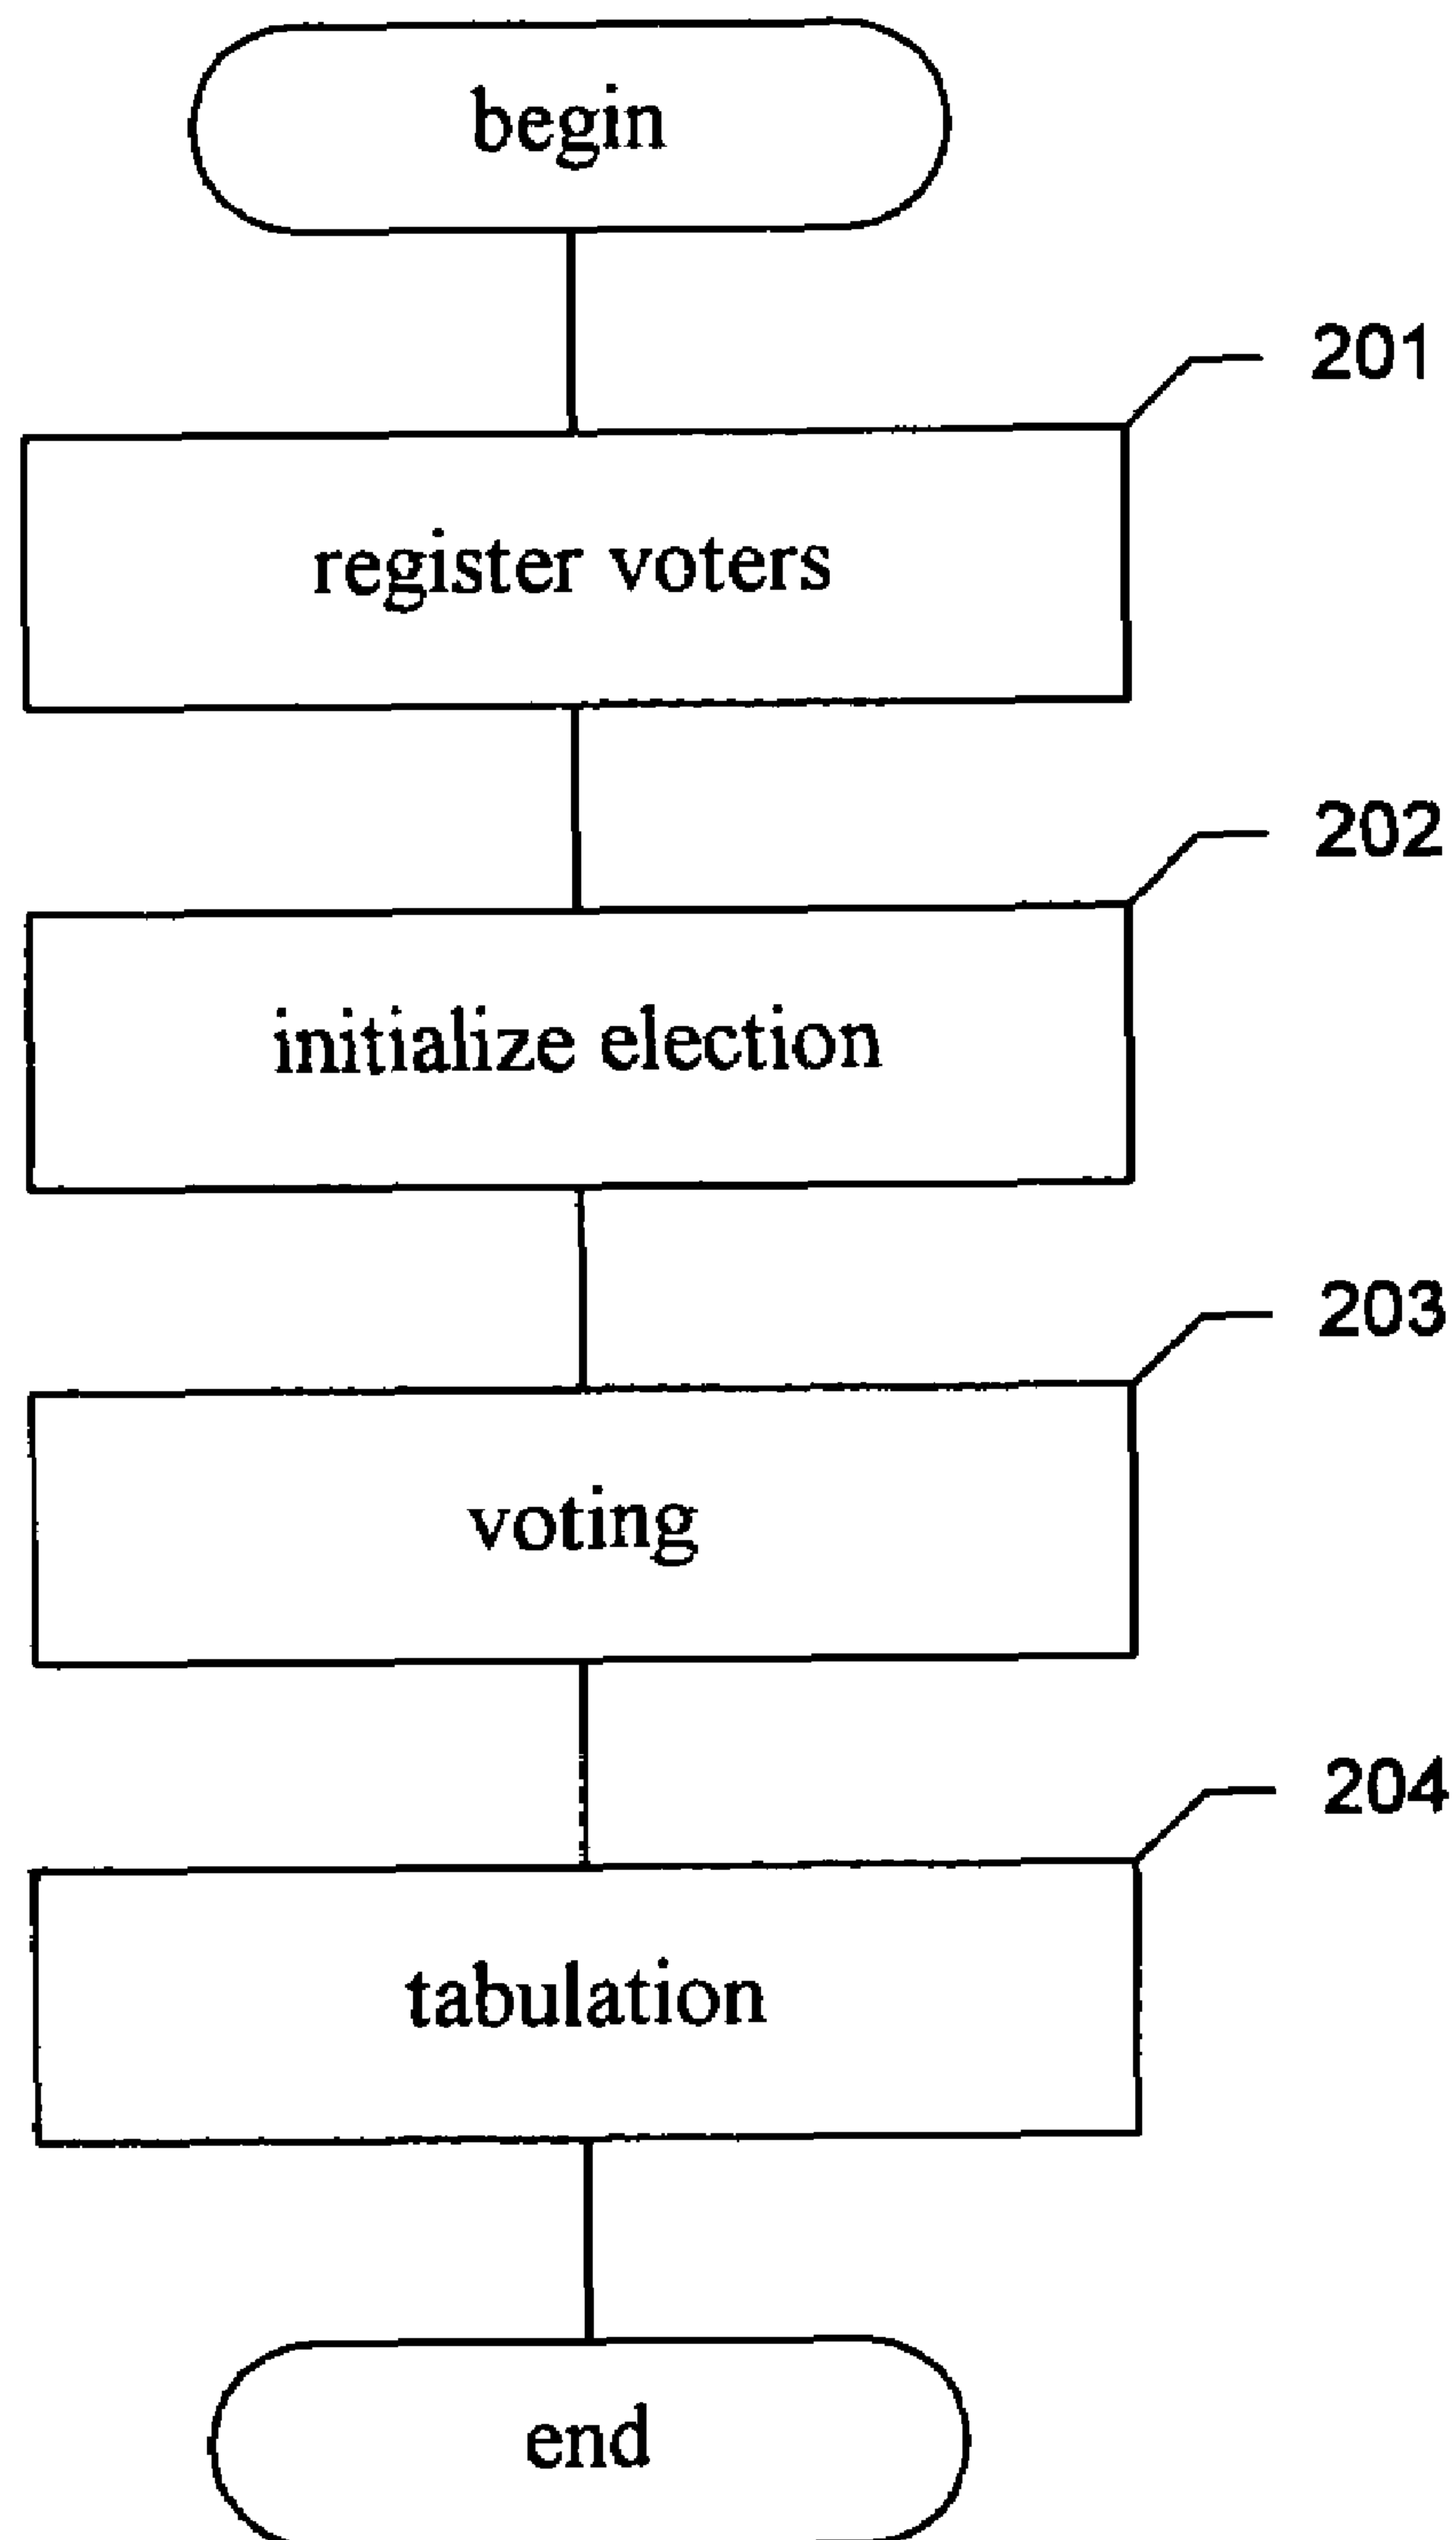 begin
201
register voters
202
initialize election
203
voting
204
tabulation
end